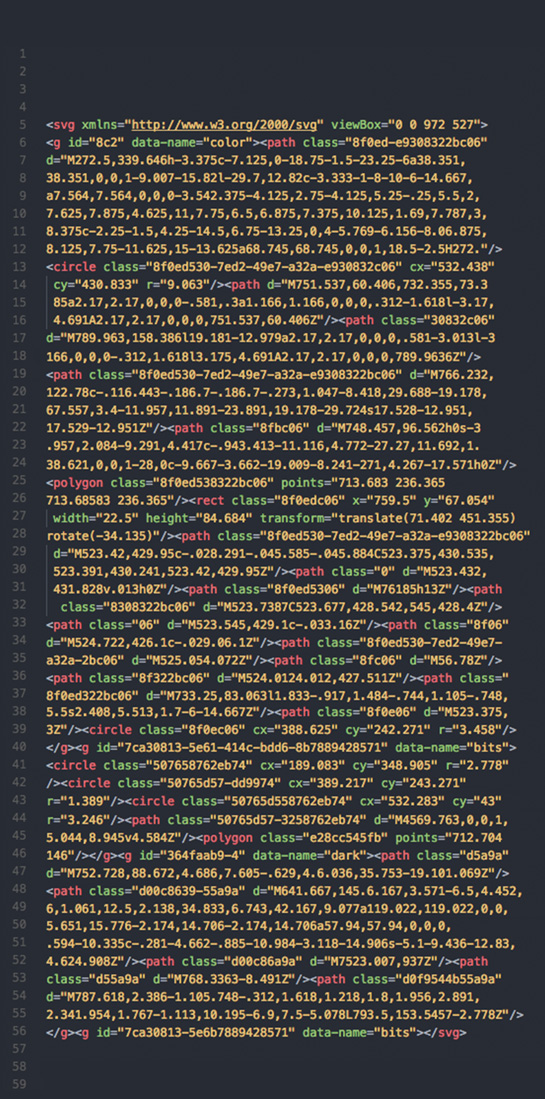 1
2
3
4
5 <svg xmlns="http://www.w3.org/2000/svg" viewBox="0 0 972 527">
6 <g id="8c2" data-name="color"><path class="8f0ed-e9308322bc06"
7 d="M272.5,339.646h-3.375c-7.125,0-18.75-1.5-23.25-6a38.351,
8 38.351,0,0,1-9.007-15.82l-29.7,12.82c-3.333-1-8-10-6-14.667,
9 a7.564,7.564,0,0,0-3.542.375-4.125,2.75-4.125,5.25-.25,5.5,2,
10 7.625,7.875,4.625,11,7.75,6.5,6.875,7.375,10.125,1.69,7.787,3,
11 8.375c-2.25-1.5,4.25-14.5,6.75-13.25,0,4-5.769-6.156-8.06.875,
12 8.125,7.75-11.625,15-13.625a68.745,68.745,0,0,1,18.5-2.5H272."/>
13 <circle class="8f0ed530-7ed2-49e7-a32a-e930832c06" cx="532.438"
14 cy="430.833" r="9.063"/><path d="M751.537,60.406,732.355,73.3
15 85a2.17,2.17,0,0,0-.581,.3a1.166,1.166,0,0,0,.312-1.618l-3.17,
16 4.691A2.17,2.17,0,0,0,751.537,60.406Z"/><path class="30832c06"
17 d="M789.963,158.386l19.181-12.979a2.17,2.17,0,0,0,.581-3.013l-3
18 166,0,0,0-.312,1.618l3.175,4.691A2.17,2.17,0,0,0,789.9636Z"/>
19 <path class="8f0ed530-7ed2-49e7-a32a-e9308322bc06" d="M766.232,
20 122.78c-.116.443-.186.7-.186.7-.273,1.047-8.418,29.688-19.178,
21 67.557,3.4-11.957,11.891-23.891,19.178-29.724s17.528-12.951,
22 17.529-12.951Z"/><path class="8fbc06" d="M748.457,96.562h0s-3
23 .957,2.084-9.291,4.417c-.943.413-11.116,4.772-27.27,11.692,1.
24 38.621,0,0,1-28,0c-9.667-3.662-19.009-8.241-271,4.267-17.571h0Z"/>
25 <polygon class="8f0ed538322bc06" points="713.683 236.365
26 713.68583 236.365"/><rect class="8f0edc06" x="759.5" y="67.054"
27 width="22.5" height="84.684" transform="translate(71.402 451.355)
28 rotate(-34.135)"/><path class="8f0ed530-7ed2-49e7-a32a-e9308322bc06"
29 d="M523.42,429.95c-.028.291-.045.585-.045.884C523.375,430.535,
30 523.391,430.241,523.42,429.95Z"/><path class="0" d="M523.432,
31 431.828v.013h0Z"/><path class="8f0ed5306" d="M76185h13Z"/><path
32 class="8308322bc06" d="M523.7387C523.677,428.542,545,428.4Z"/>
33 <path class="06" d="M523.545,429.1c-.033.16Z"/><path class="8f06"
34 d="M524.722,426.1c-.029.06.1Z"/><path class="8f0ed530-7ed2-49e7-
35 a32a-2bc06" d="M525.054.072Z"/><path class="8fc06" d="M56.78Z"/>
36 <path class="8f322bc06" d="M524.0124.012,427.511Z"/><path class="
37 8f0ed322bc06" d="M733.25,83.063l1.833-.917,1.484-.744,1.105-.748,
38 5.5s2.408,5.513,1.7-6-14.667Z"/><path class="8f0e06" d="M523.375,
39 3Z"/><circle class="8f0ec06" cx="388.625" cy="242.271" r="3.458"/>
40 </g><g id="7ca30813-5e61-414c-bdd6-8b7889428571" data-name="bits">
41 <circle class="507658762eb74" cx="189.083" cy="348.905" r="2.778"
42 /><circle class="50765d57-dd9974" cx="389.217" cy="243.271"
43 r="1.389"/><circle class="50765d558762eb74" cx="532.283" cy="43"
44 r="3.246"/><path class="50765d57-3258762eb74" d="M4569.763,0,0,1,
45 5.044,8.945v4.584Z"/><polygon class="e28cc545fb" points="712.704
46 146"/></g><g id="364faab9-4" data-name="dark"><path class="d5a9a"
47 d="M752.728,88.672,4.686,7.605-.629,4.6.036,35.753-19.101.069Z"/>
48 <path class="d00c8639-55a9a" d="M641.667,145.6.167,3.571-6.5,4.452,
49 6,1.061,12.5,2.138,34.833,6.743,42.167,9.077a119.022,119.022,0,0,
50 5.651,15.776-2.174,14.706-2.174,14.706a57.94,57.94,0,0,0,
51 .594-10.335c-.281-4.662-.885-10.984-3.118-14.906s-5.1-9.436-12.83,
52 4.624.908Z"/><path class="d00c86a9a" d="M7523.007,937Z"/><path
53 class="d55a9a" d="M768.3363-8.491Z"/><path class="d0f9544b55a9a"
54 d="M787.618,2.386-1.105.748-.312,1.618,1.218,1.8,1.956,2.891,
55 2.341.954,1.767-1.113,10.195-6.9,7.5-5.078L793.5,153.5457-2.778Z"/>
56 </g><g id="7ca30813-5e6b7889428571" data-name="bits"></svg>
57
58
59